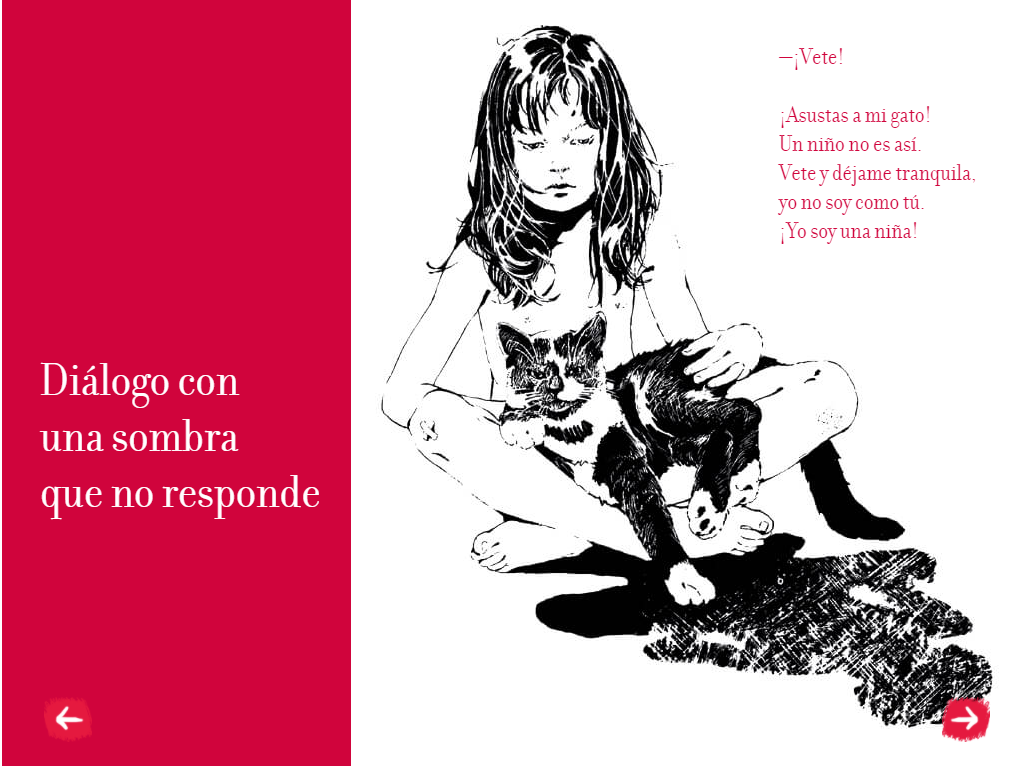 Diálogo con
una sombra
que no responde
—¡Vete!
¡Asustas a mi gato!
Un niño no es así.
Vete y déjame tranquila,
yo no soy como tú.
¡Yo soy una niña!